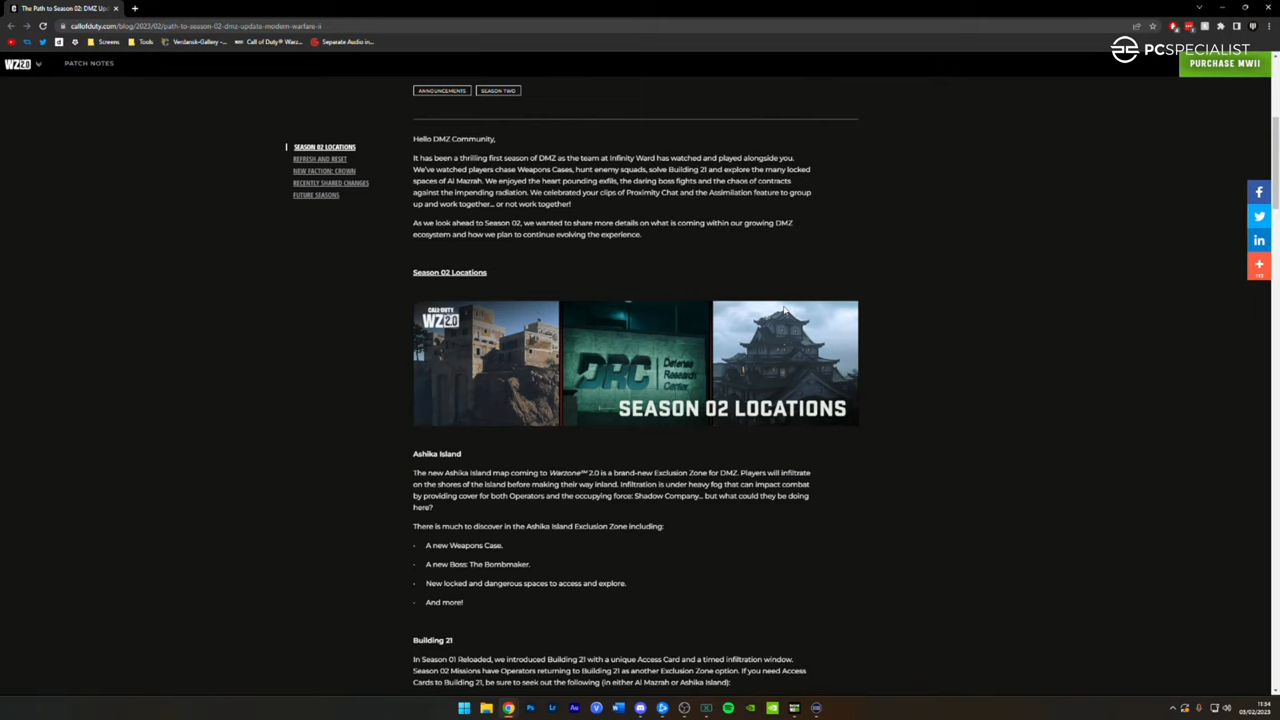 The Path to Season 02: DMZ Up
callofduty.com/blog/2023/02/path-to-season-02-dmz-update-modern-warfare-ii
Screens
Tools
Verdansk-Gallery -...
Call of Duty® Warz...
Separate Audio in...
PCSPECIALIST
WZ2.0
PATCH NOTES
PURCHASE MWII
ANNOUNCEMENTS
SEASON TWO
SEASON 02 LOCATIONS
REFRESH AND RESET
NEW FACTION: CROWN
RECENTLY SHARED CHANGES
FUTURE SEASONS
Hello DMZ Community,
It has been a thrilling first season of DMZ as the team at Infinity Ward has watched and played alongside you.
We've watched players chase Weapons Cases, hunt enemy squads, solve Building 21 and explore the many locked
spaces of Al Mazrah. We enjoyed the heart pounding exfils, the daring boss fights and the chaos of contracts
against the impending radiation. We celebrated your clips of Proximity Chat and the Assimilation feature to group
up and work together... or not work together!
As we look ahead to Season 02, we wanted to share more details on what is coming within our growing DMZ
ecosystem and how we plan to continue evolving the experience.
Season 02 Locations
CALL OF DUTY
WZ2.0
DRC
Defense
Research
Center
SEASON 02 LOCATIONS
Ashika Island
The new Ashika Island map coming to Warzone™ 2.0 is a brand-new Exclusion Zone for DMZ. Players will infiltrate
on the shores of the island before making their way inland. Infiltration is under heavy fog that can impact combat
by providing cover for both Operators and the occupying force: Shadow Company... but what could they be doing
here?
There is much to discover in the Ashika Island Exclusion Zone including:
· A new Weapons Case.
· A new Boss: The Bombmaker.
· New locked and dangerous spaces to access and explore.
· And more!
Building 21
In Season 01 Reloaded, we introduced Building 21 with a unique Access Card and a timed infiltration window.
Season 02 Missions have Operators returning to Building 21 as another Exclusion Zone option. If you need Access
Cards to Building 21, be sure to seek out the following (in either Al Mazrah or Ashika Island):
11:34
03/02/2023